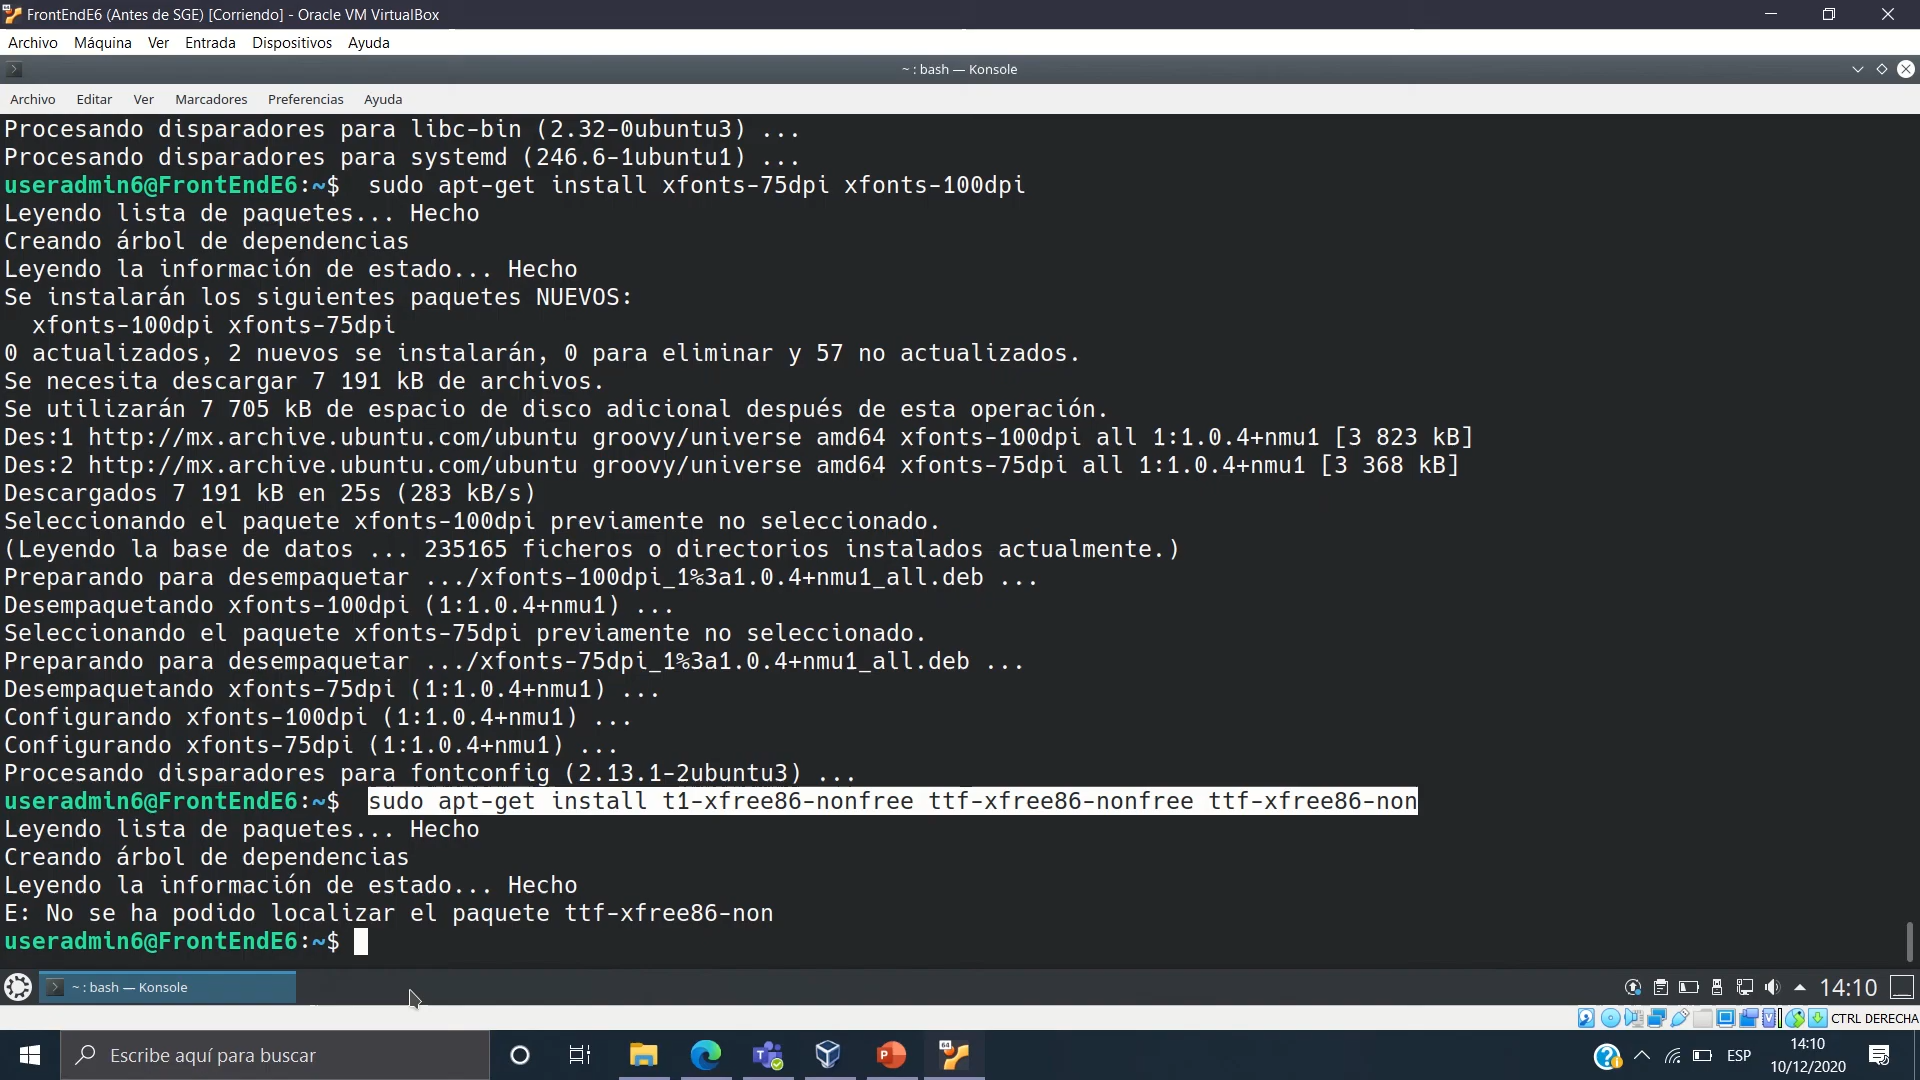 FrontEndE6 (Antes de SGE) [Corriendo] - Oracle VM VirtualBox
Archivo Máquina Ver Entrada Dispositivos Ayuda
~ : bash — Konsole
Archivo Editar Ver Marcadores Preferencias Ayuda
Procesando disparadores para libc-bin (2.32-0ubuntu3) ...
Procesando disparadores para systemd (246.6-1ubuntu1) ...
useradmin6@FrontEndE6:~$  sudo apt-get install xfonts-75dpi xfonts-100dpi
Leyendo lista de paquetes... Hecho
Creando árbol de dependencias
Leyendo la información de estado... Hecho
Se instalarán los siguientes paquetes NUEVOS:
  xfonts-100dpi xfonts-75dpi
0 actualizados, 2 nuevos se instalarán, 0 para eliminar y 57 no actualizados.
Se necesita descargar 7 191 kB de archivos.
Se utilizarán 7 705 kB de espacio de disco adicional después de esta operación.
Des:1 http://mx.archive.ubuntu.com/ubuntu groovy/universe amd64 xfonts-100dpi all 1:1.0.4+nmu1 [3 823 kB]
Des:2 http://mx.archive.ubuntu.com/ubuntu groovy/universe amd64 xfonts-75dpi all 1:1.0.4+nmu1 [3 368 kB]
Descargados 7 191 kB en 25s (283 kB/s)
Seleccionando el paquete xfonts-100dpi previamente no seleccionado.
(Leyendo la base de datos ... 235165 ficheros o directorios instalados actualmente.)
Preparando para desempaquetar .../xfonts-100dpi_1%3a1.0.4+nmu1_all.deb ...
Desempaquetando xfonts-100dpi (1:1.0.4+nmu1) ...
Seleccionando el paquete xfonts-75dpi previamente no seleccionado.
Preparando para desempaquetar .../xfonts-75dpi_1%3a1.0.4+nmu1_all.deb ...
Desempaquetando xfonts-75dpi (1:1.0.4+nmu1) ...
Configurando xfonts-100dpi (1:1.0.4+nmu1) ...
Configurando xfonts-75dpi (1:1.0.4+nmu1) ...
Procesando disparadores para fontconfig (2.13.1-2ubuntu3) ...
useradmin6@FrontEndE6:~$  sudo apt-get install t1-xfree86-nonfree ttf-xfree86-nonfree ttf-xfree86-non
Leyendo lista de paquetes... Hecho
Creando árbol de dependencias
Leyendo la información de estado... Hecho
E: No se ha podido localizar el paquete ttf-xfree86-non
useradmin6@FrontEndE6:~$
~ : bash — Konsole 14:10
CTRL DERECHA
Escribe aquí para buscar
ESP
14:10
10/12/2020